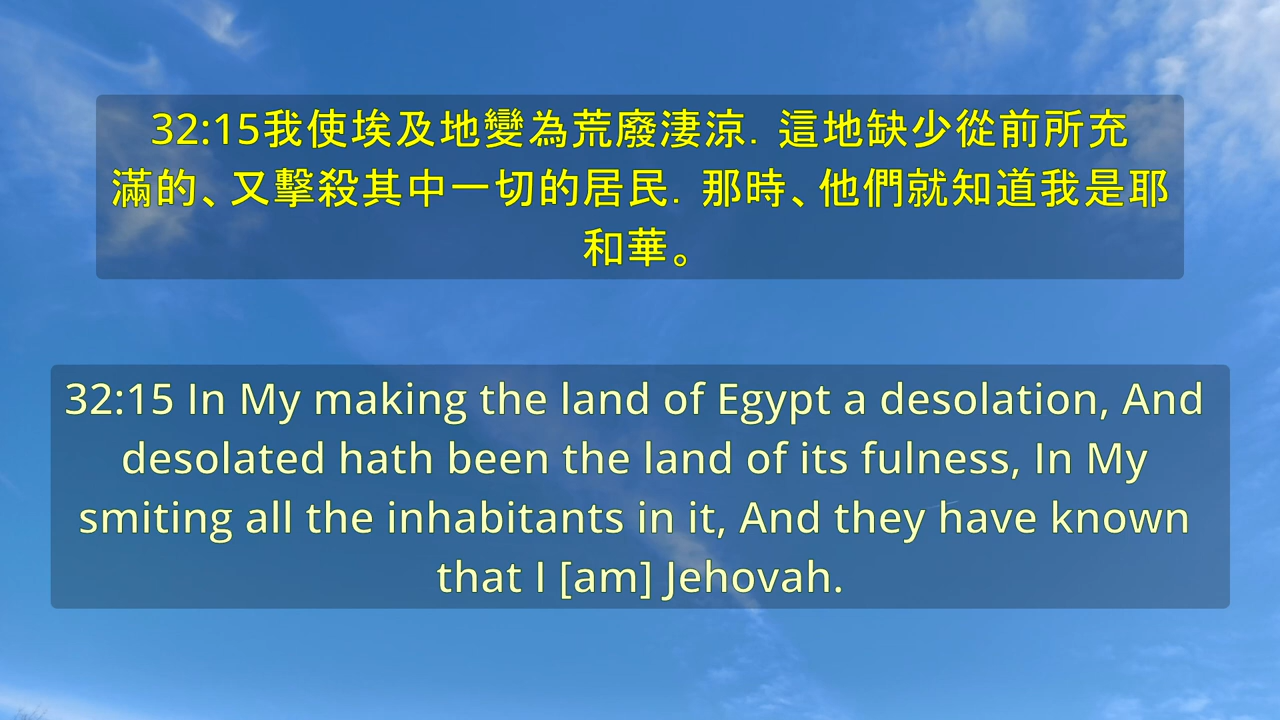 32:15我使埃及地變為荒廢淒涼．這地缺少從前所充
滿的、又擊殺其中一切的居民．那時、他們就知道我是耶
和華。
32:15 In My making the land of Egypt a desolation, And
desolated hath been the land of its fulness, In My
smiting all the inhabitants in it, And they have known
that I [am] Jehovah.